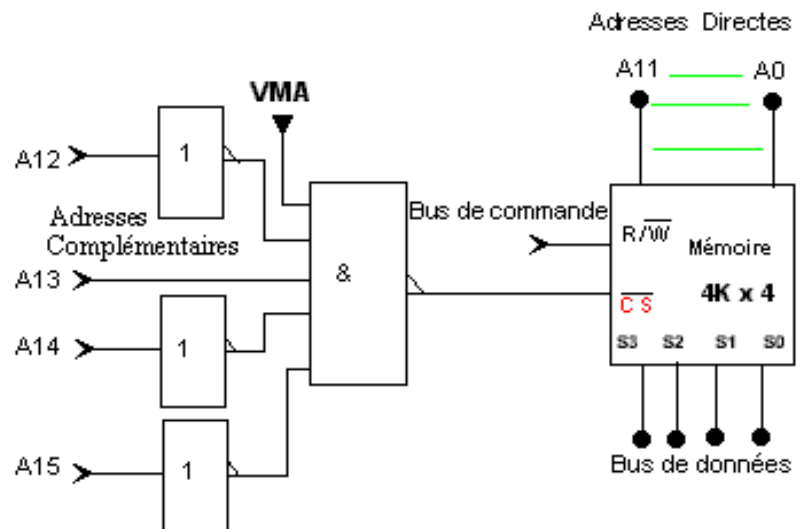 Adresses Directes
A11
A0
VMA
A12
1
Adresses
Complémentaires
Bus de commande
R/W̅
Mémoire
A13
&
4K x 4
C̅S̅
A14
1
S3 S2 S1 S0
A15
1
Bus de données